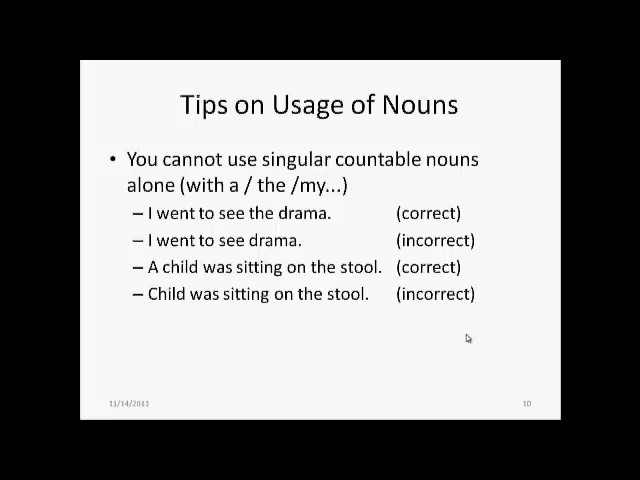 Tips on Usage of Nouns
• You cannot use singular countable nouns
alone (with a / the /my...)
– I went to see the drama. (correct)
– I went to see drama. (incorrect)
– A child was sitting on the stool. (correct)
– Child was sitting on the stool. (incorrect)
11/14/2013 10